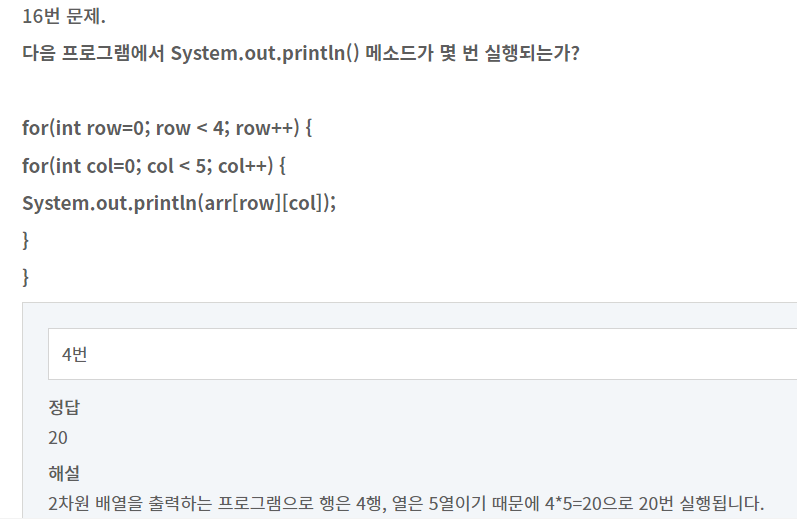 16번 문제.
다음 프로그램에서 System.out.println() 메소드가 몇 번 실행되는가?
for(int row=0; row < 4; row++) {
for(int col=0; col < 5; col++) {
System.out.println(arr[row][col]);
}
}
4번
정답
20
해설
2차원 배열을 출력하는 프로그램으로 행은 4행, 열은 5열이기 때문에 4*5=20으로 20번 실행됩니다.